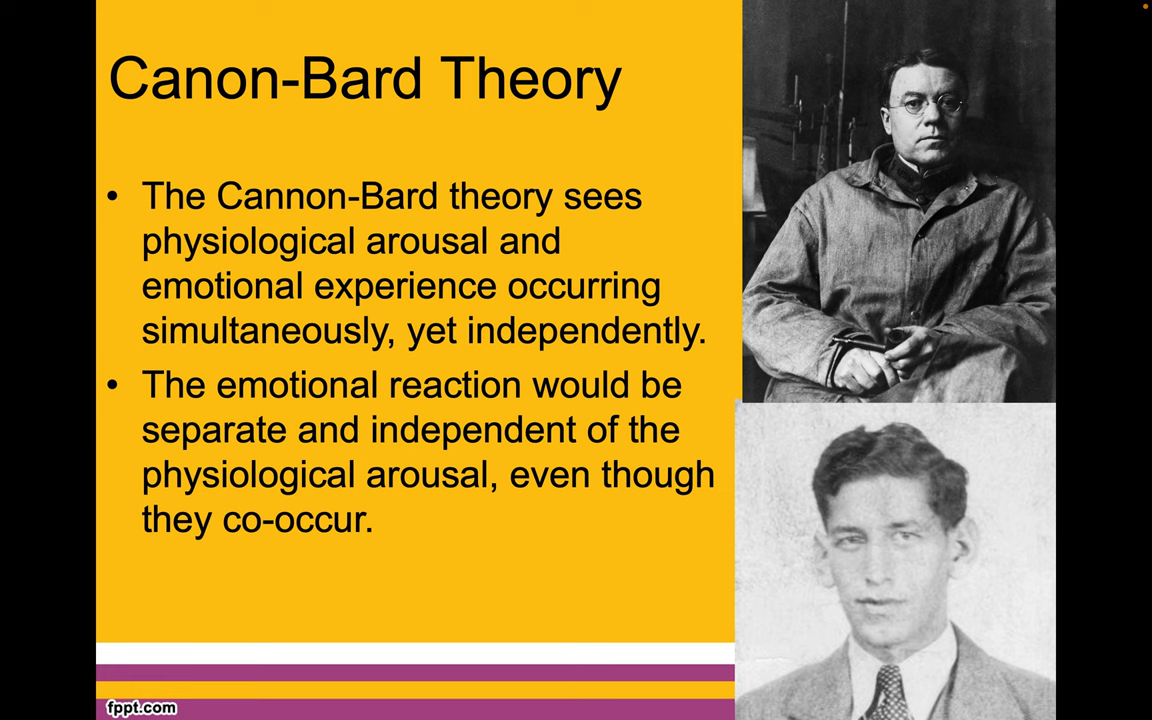 Canon-Bard Theory
• The Cannon-Bard theory sees
physiological arousal and
emotional experience occurring
simultaneously, yet independently.
• The emotional reaction would be
separate and independent of the
physiological arousal, even though
they co-occur.
fppt.com